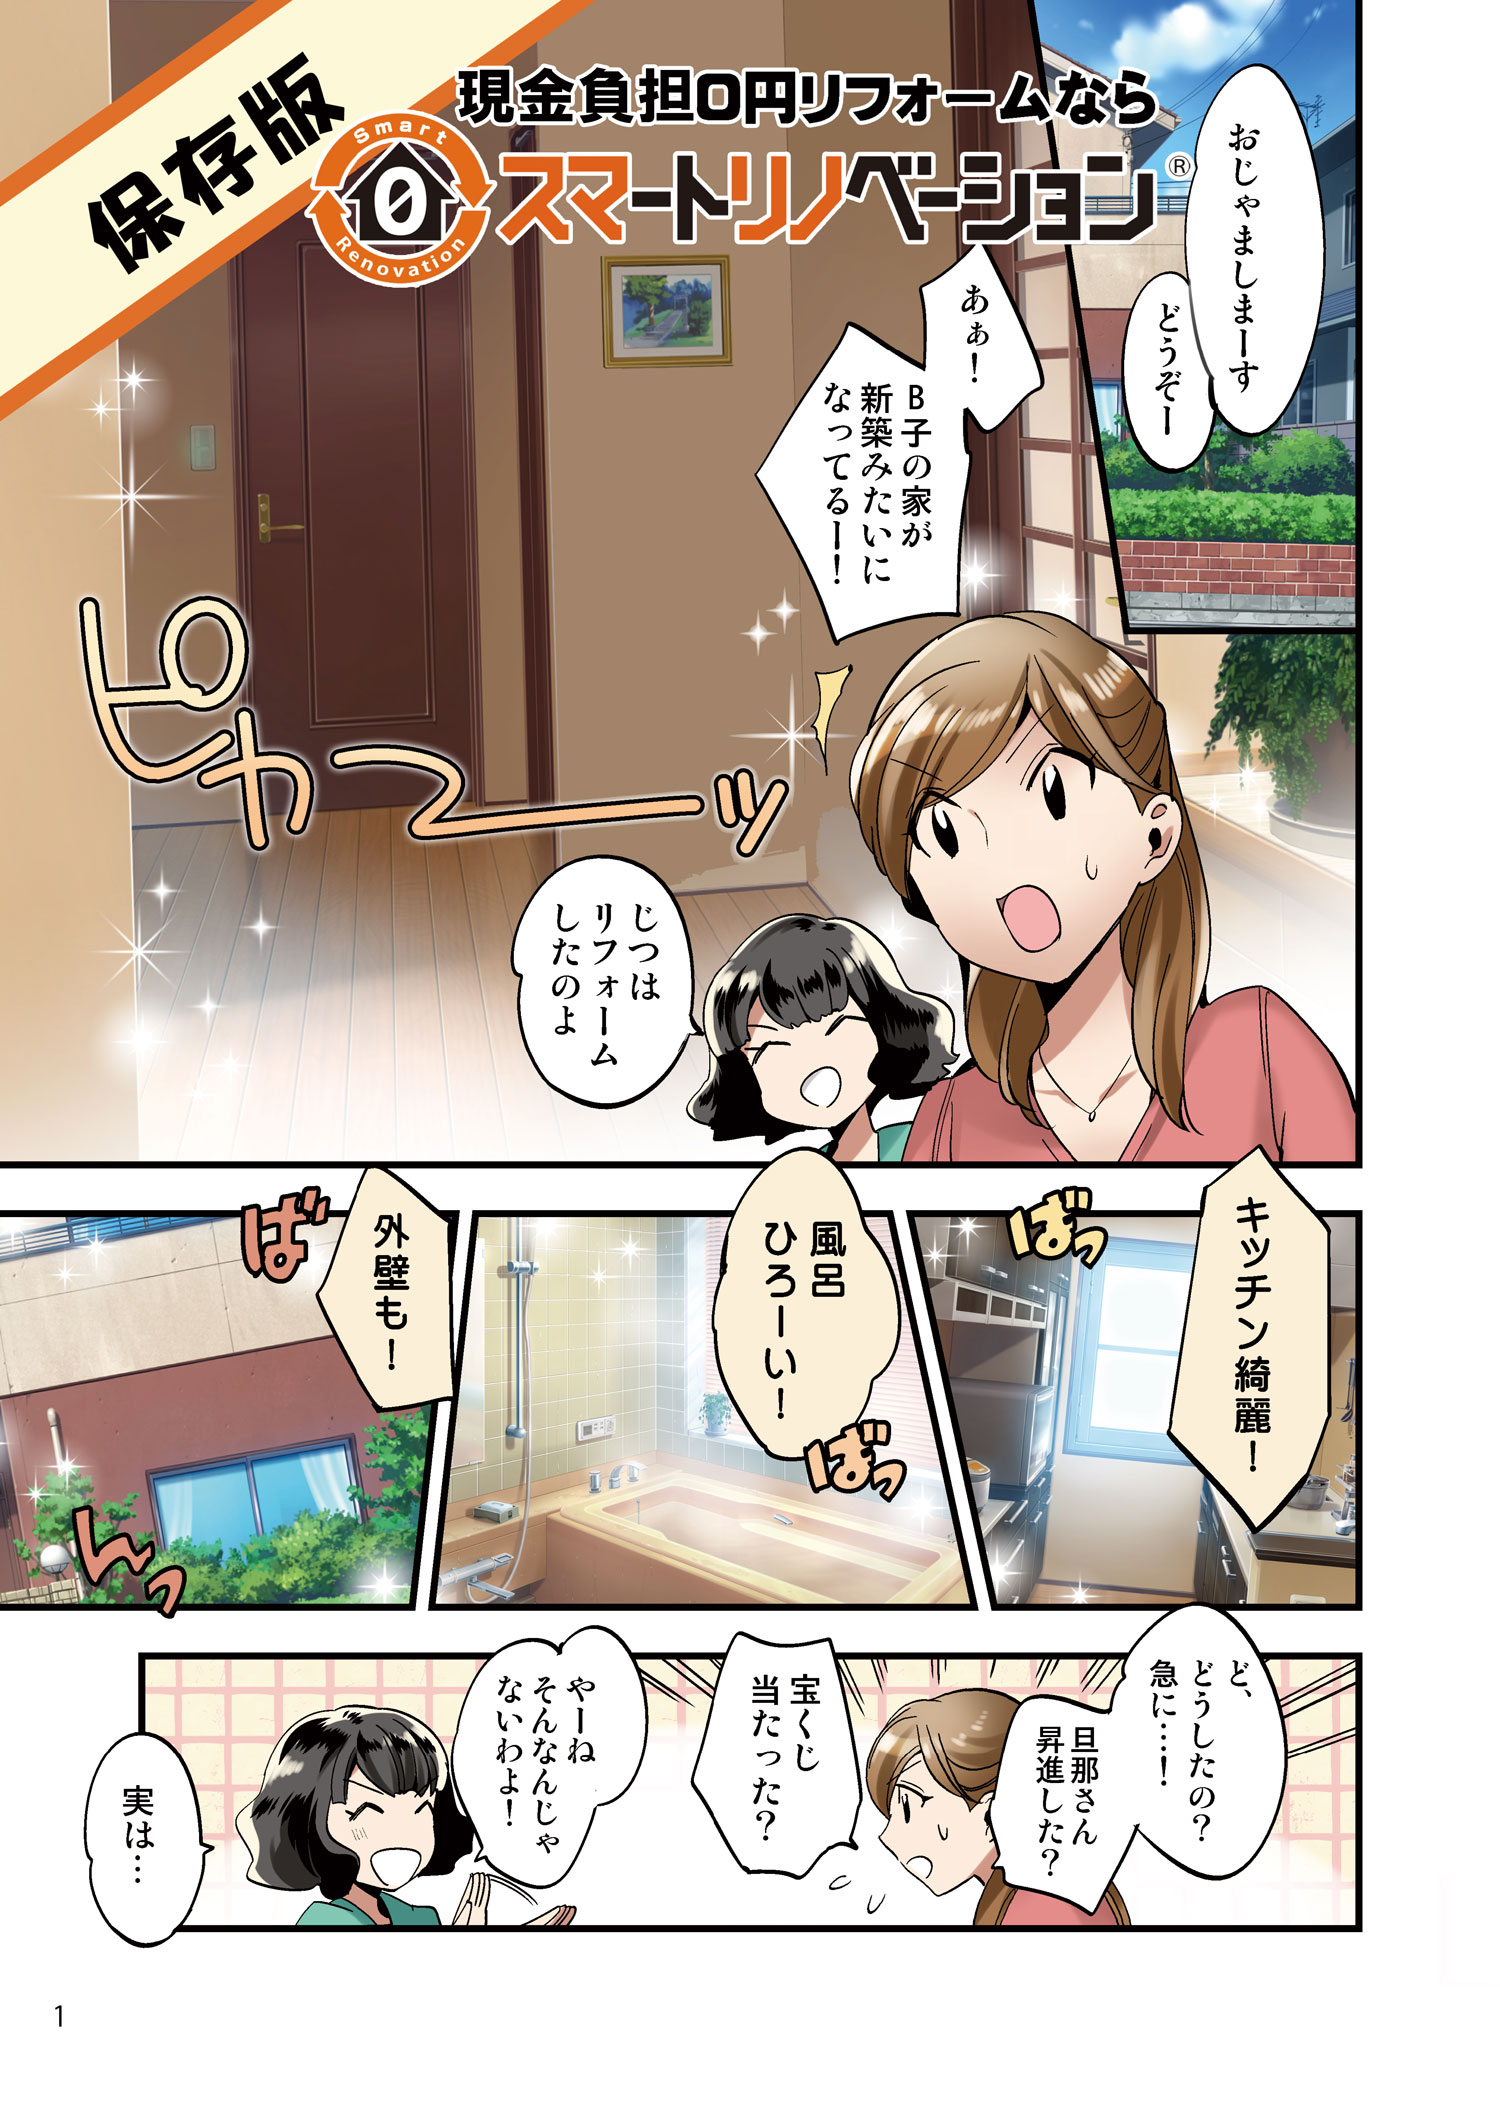 保存版
現金負担0円リフォームなら
Smart
0
Renovation
スマートリノベーション®
おじゃましまーす
どうぞー
あぁ！
B子の家が
新築みたいに
なってるー！
ピカーーッ
じつは
リフォーム
したのよ
キッチン綺麗！
ばっ
風呂
ひろーい！
ばっ
外壁も！
ば
んっ
ど、
どうしたの？
急に…！
旦那さん
昇進した？
宝くじ
当たった？
やーね
そんなんじゃ
ないわよ！
実は…
1